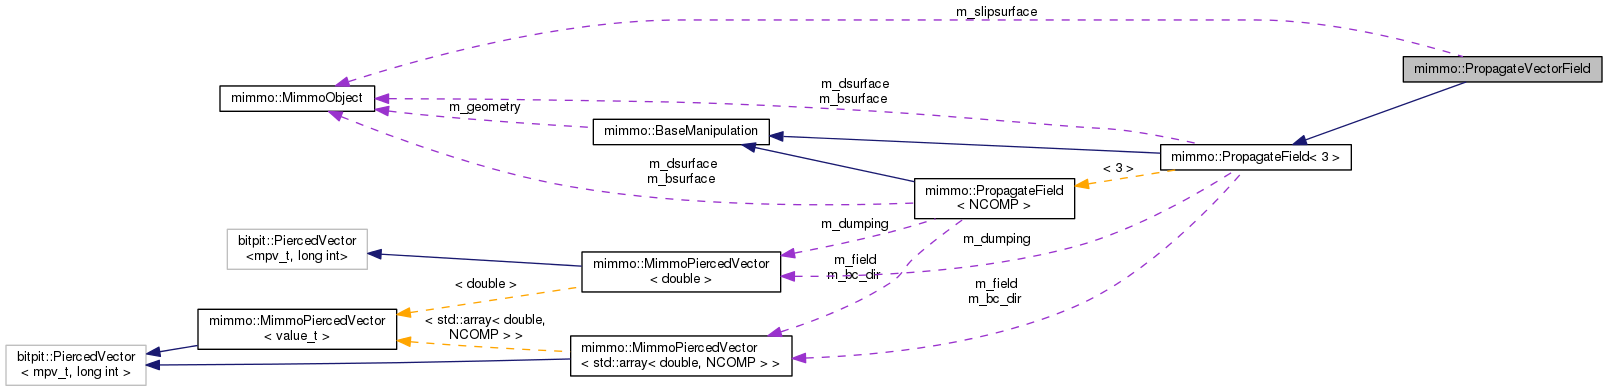 m_slipsurface
mimmo::PropagateVectorField
m_dsurface
m_bsurface
mimmo::MimmoObject
m_geometry
mimmo::BaseManipulation
mimmo::PropagateField< 3 >
m_dsurface
m_bsurface
< 3 >
mimmo::PropagateField
< NCOMP >
m_dumping
m_dumping
bitpit::PiercedVector
<mpv_t, long int>
mimmo::MimmoPiercedVector
< double >
m_field
m_bc_dir
m_field
m_bc_dir
< double >
mimmo::MimmoPiercedVector
< value_t >
< std::array< double,
NCOMP > >
bitpit::PiercedVector
< mpv_t, long int >
mimmo::MimmoPiercedVector
< std::array< double, NCOMP > >